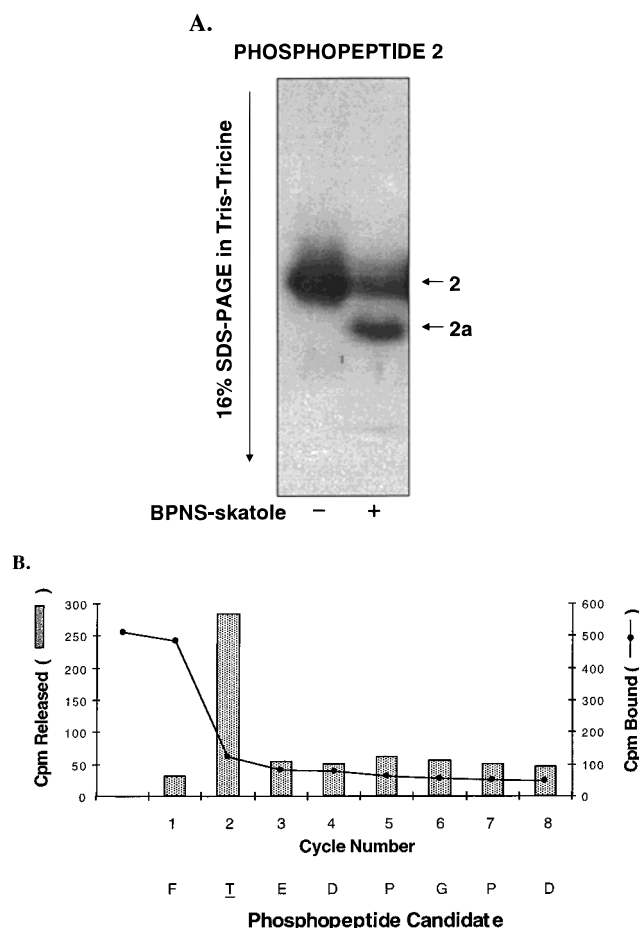 A.
PHOSPHOPEPTIDE 2
16% SDS-PAGE in Tris-Tricine
2
2a
BPNS-skatole − +
B.
Cpm Released ( )
300
250
200
150
100
50
0
600
500
400
300
200
100
0
Cpm Bound ( )
1 2 3 4 5 6 7 8
Cycle Number
F T E D P G P D
Phosphopeptide Candidate